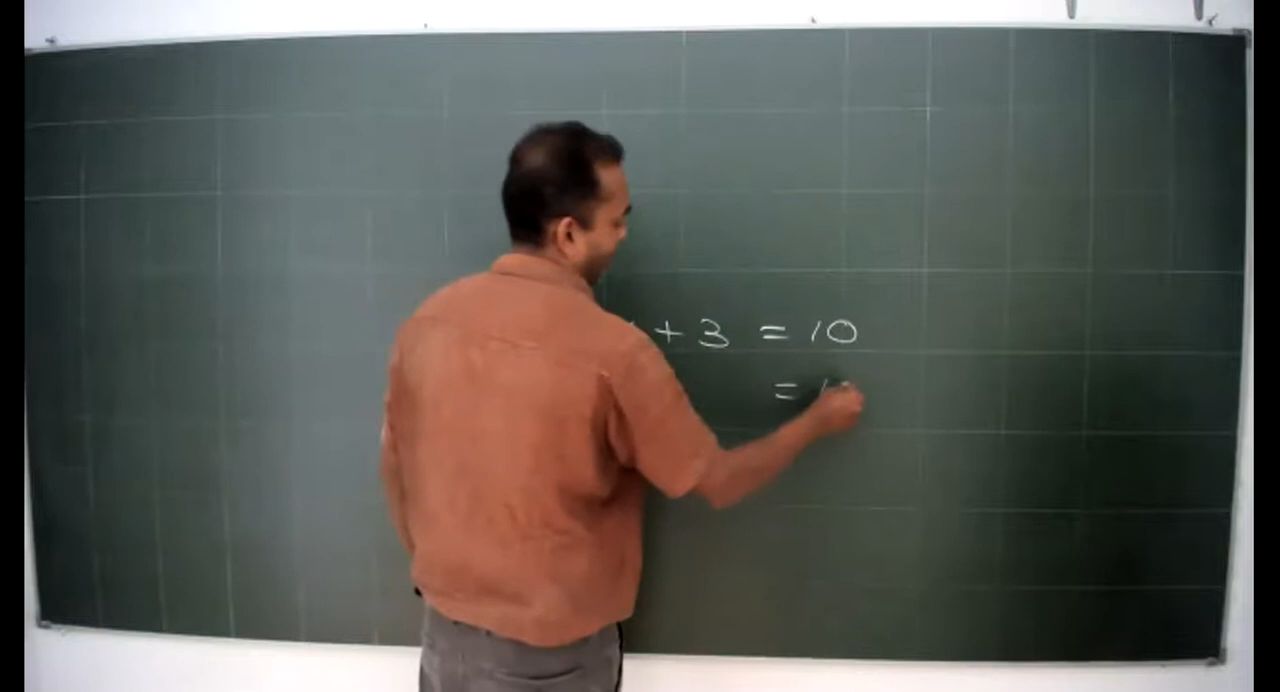 + 3 = 10
=